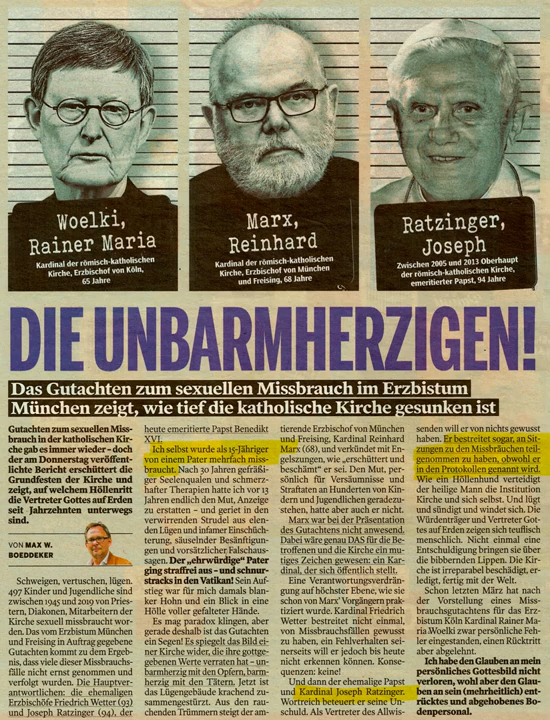 Woelki,
Rainer Maria
Kardinal der römisch-katholischen
Kirche, Erzbischof von Köln,
65 Jahre
Marx,
Reinhard
Kardinal der römisch-katholischen
Kirche, Erzbischof von München
und Freising, 68 Jahre
Ratzinger,
Joseph
Zwischen 2005 und 2013 Oberhaupt
der römisch-katholischen Kirche,
emeritierter Papst, 94 Jahre
DIE UNBARMHERZIGEN!
Das Gutachten zum sexuellen Missbrauch im Erzbistum
München zeigt, wie tief die katholische Kirche gesunken ist
Gutachten zum sexuellen Miss-
brauch in der katholischen Kir-
che gab es immer wieder – doch
der am Donnerstag veröffent-
lichte Bericht erschüttert die
Grundfesten der Kirche und
zeigt, auf welchem Höllenritt
die Vertreter Gottes auf Erden
seit Jahrzehnten unterwegs
sind.
VON MAX W.
BOEDDEKER
Schweigen, vertuschen, lügen.
497 Kinder und Jugendliche sind
zwischen 1945 und 2019 von Pries-
tern, Diakonen, Mitarbeitern der
Kirche sexuell missbraucht wor-
den. Das vom Erzbistum München
und Freising in Auftrag gegebene
Gutachten kommt zu dem Ergeb-
nis, dass viele dieser Missbrauchs-
fälle nicht ernst genommen und
verfolgt wurden. Die Hauptver-
antwortlichen: die ehemaligen
Erzbischöfe Friedrich Wetter (93)
und Joseph Ratzinger (94), der
heute emeritierte Papst Benedikt
XVI.
Ich selbst wurde als 15-Jähriger
von einem Pater mehrfach miss-
braucht. Nach 30 Jahren gefräßi-
ger Seelenqualen und schmerz-
hafter Therapien hatte ich vor 13
Jahren endlich den Mut, Anzeige
zu erstatten – und geriet in den
verwirrenden Strudel aus elen-
den Lügen und infamer Einschüch-
terung, säuselnder Besänftigun-
gen und vorsätzlicher Falschaus-
sagen. Der „ehrwürdige“ Pater
ging straffrei aus – und schnur-
stracks in den Vatikan! Sein Auf-
stieg war für mich damals blan-
ker Hohn und ein Blick in eine
Hölle voller gefallener Hände.
Es mag paradox klingen, aber
gerade deshalb ist das Gutachten
ein Segen! Es spiegelt das Bild ei-
ner Kirche wider, die ihre gottge-
gebenen Werte verraten hat – un-
barmherzig mit den Opfern, barm-
herzig mit den Tätern. Jetzt ist
das Lügengebäude krachend zu-
sammengestürzt. Aus den rau-
chenden Trümmern steigt der am-
tierende Erzbischof von München
und Freising, Kardinal Reinhard
Marx (68), und verkündet mit En-
gelszungen, wie „erschüttert und
beschämt“ er sei. Den Mut, per-
sönlich für Versäumnisse und
Straftaten an Hunderten von Kin-
dern und Jugendlichen geradezu-
stehen, hatte aber auch er nicht.
Marx war bei der Präsentation
des Gutachtens nicht anwesend.
Dabei wäre genau DAS für die Be-
troffenen und die Kirche ein mu-
tiges Zeichen gewesen: ein Kar-
dinal, der sich öffentlich stellt.
Eine Verantwortungsverdrän-
gung auf höchster Ebene, wie sie
schon von Marx’ Vorgängern prak-
tiziert wurde. Kardinal Friedrich
Wetter bestreitet nicht einmal,
von Missbrauchsfällen gewusst
zu haben, ein Fehlverhalten sei-
nerseits will er jedoch bis heute
nicht erkennen können. Konse-
quenzen: keine!
Und dann der ehemalige Papst
und Kardinal Joseph Ratzinger.
Wortreich beteuert er seine Un-
schuld. Als Vertreter des Allwis-
senden will er von nichts gewusst
haben. Er bestreitet sogar, an Sit-
zungen zu den Missbräuchen teil-
genommen zu haben, obwohl er
in den Protokollen genannt wird.
Wie ein Höllenhund verteidigt
der heilige Mann die Institution
Kirche und sich selbst. Und lügt
und sündigt und windet sich. Die
Würdenträger und Vertreter Got-
tes auf Erden zeigen sich teuflisch
menschlich. Nicht einmal eine
Entschuldigung bringen sie über
die bibbernden Lippen. Die Kir-
che ist irreparabel beschädigt, er-
ledigt, fertig mit der Welt.
Schon letzten März hat nach
der Vorstellung eines Miss-
brauchsgutachtens für das Erz-
bistum Köln Kardinal Rainer Ma-
ria Woelki zwar persönliche Feh-
ler eingestanden, einen Rücktritt
aber abgelehnt.
Ich habe den Glauben an mein
persönliches Gottesbild nicht
verloren, wohl aber den Glau-
ben an sein (mehrheitlich) ent-
rücktes und abgehobenes Bo-
denpersonal.